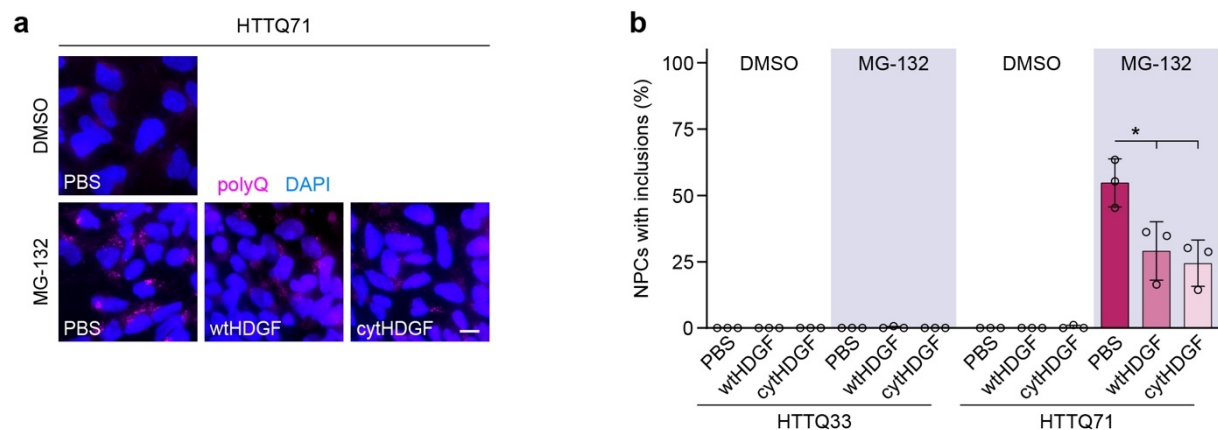 a
HTTQ71
DMSO
PBS
polyQ DAPI
MG-132
PBS
wtHDGF
cytHDGF
b
NPCs with inclusions (%)
100
75
50
25
0
DMSO MG-132 DMSO MG-132
*
PBS wtHDGF cytHDGF PBS wtHDGF cytHDGF PBS wtHDGF cytHDGF PBS wtHDGF cytHDGF
HTTQ33 HTTQ71